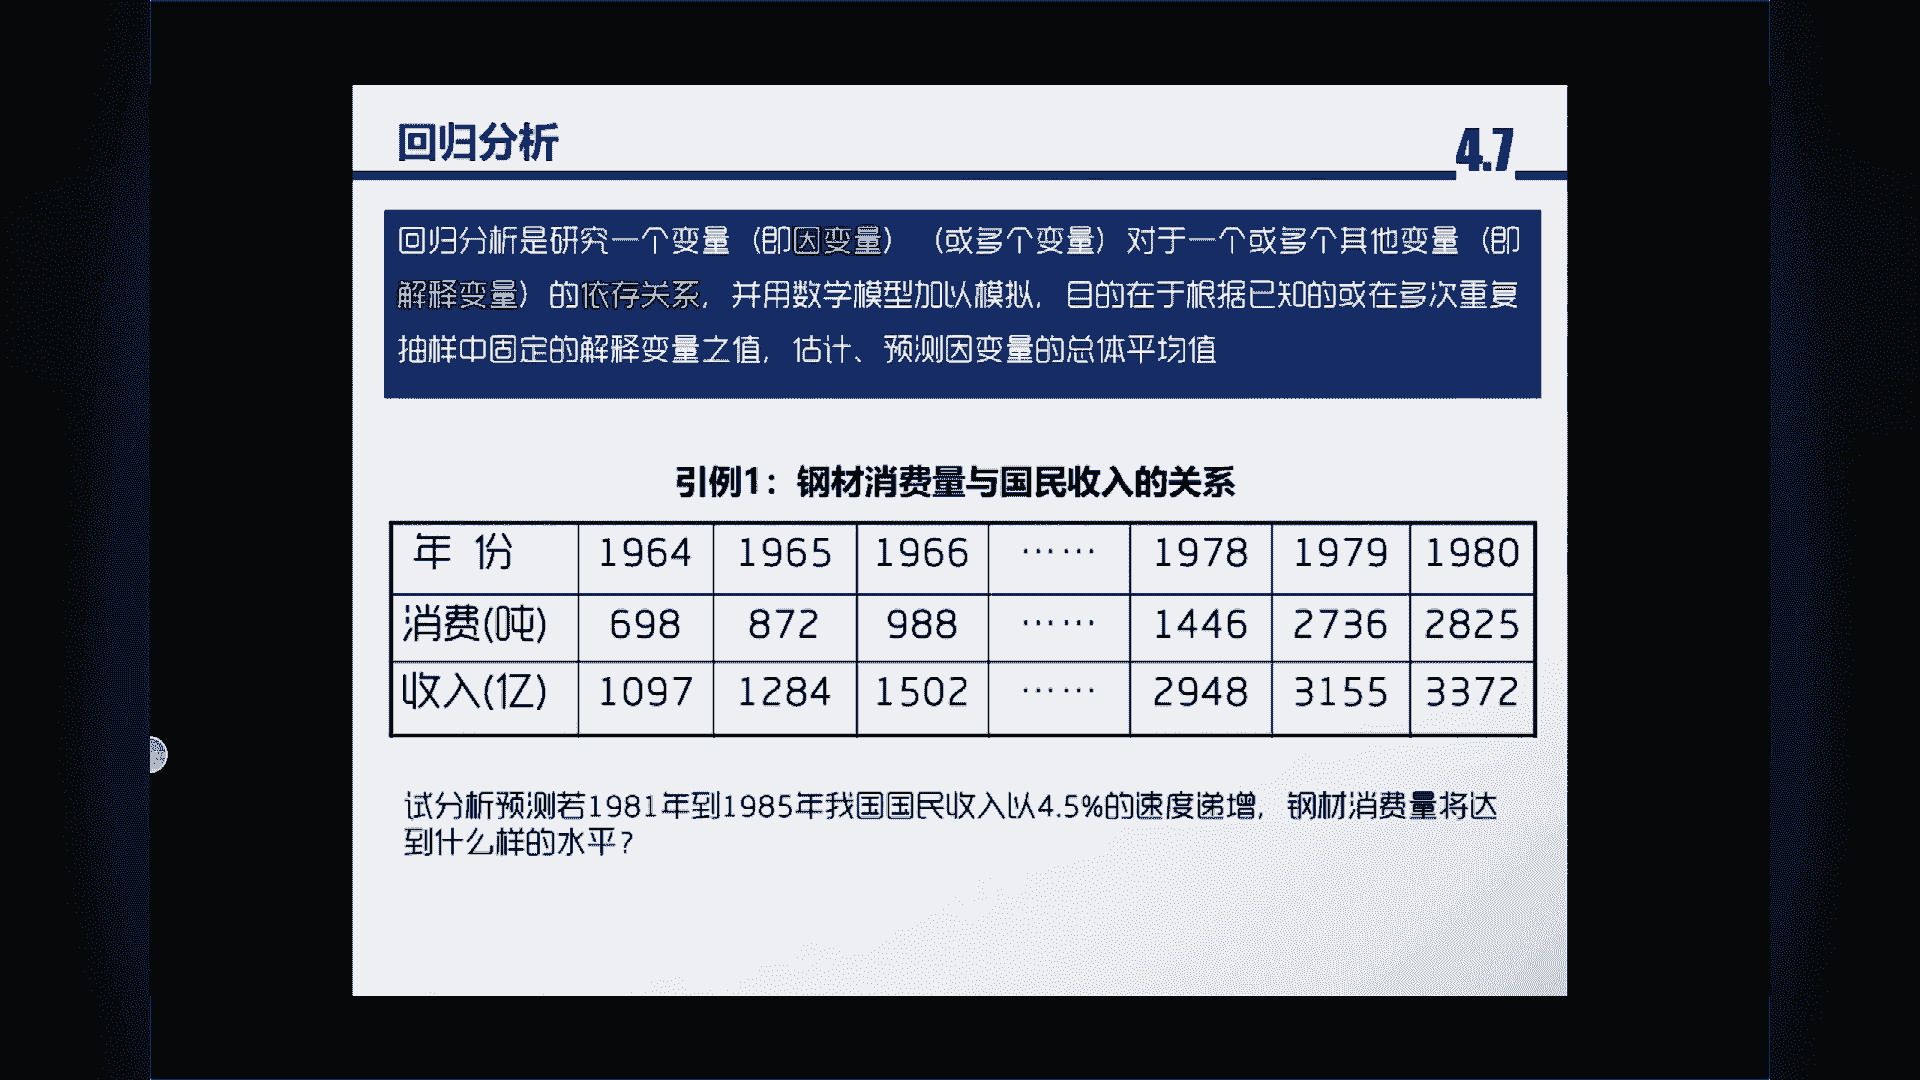 回归分析
4.7
回归分析是研究一个变量（即因变量）（或多个变量）对于一个或多个其他变量（即
解释变量）的依存关系，并用数学模型加以模拟，目的在于根据已知的或在多次重复
抽样中固定的解释变量之值，估计、预测因变量的总体平均值
引例1：钢材消费量与国民收入的关系
年 份 1964 1965 1966 …… 1978 1979 1980
消费(吨) 698 872 988 …… 1446 2736 2825
收入(亿) 1097 1284 1502 …… 2948 3155 3372
试分析预测若1981年到1985年我国国民收入以4.5%的速度递增，钢材消费量将达
到什么样的水平？